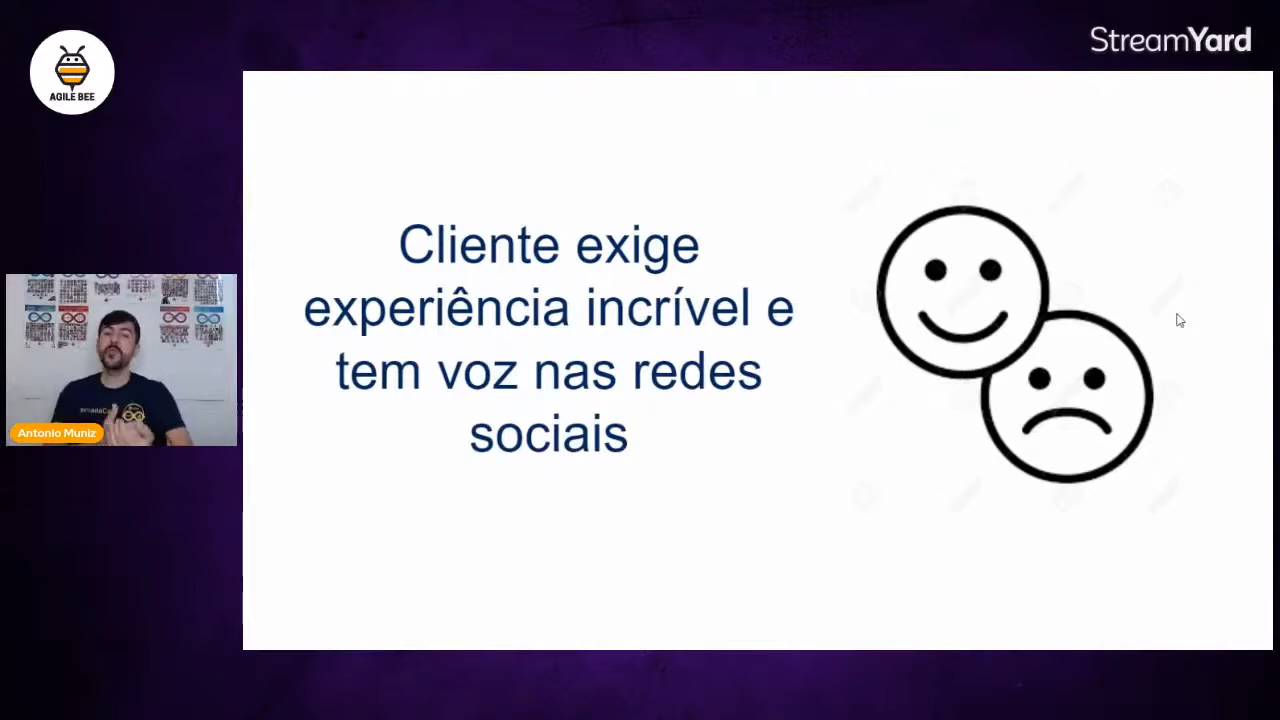 AGILE BEE
StreamYard
Cliente exige
experiência incrível e
tem voz nas redes
sociais
Antonio Muniz